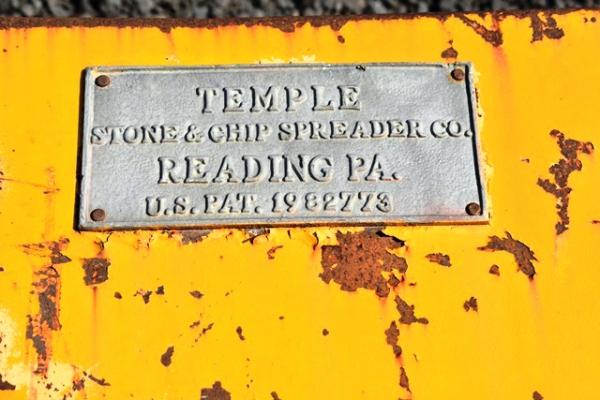 TEMPLE
STONE & CHIP SPREADER CO.
READING PA.
U.S. PAT. 1982773